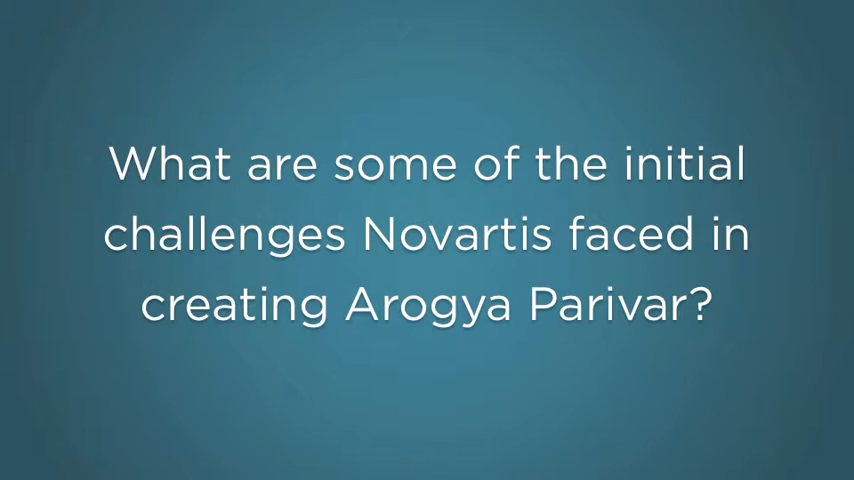 What are some of the initial
challenges Novartis faced in
creating Arogya Parivar?